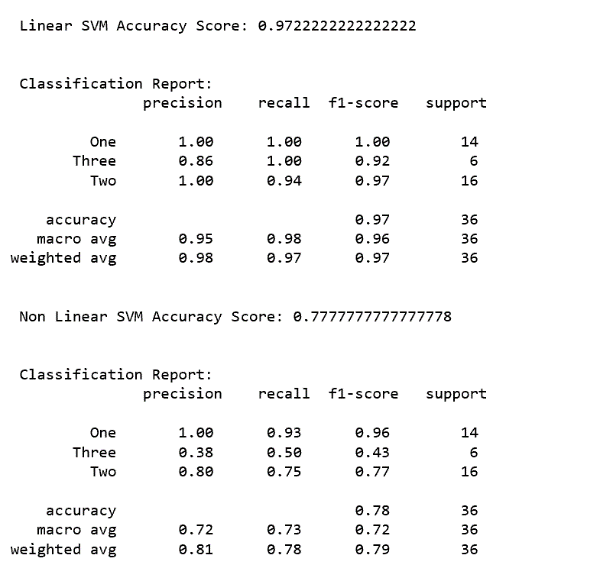 Linear SVM Accuracy Score: 0.9722222222222222
Classification Report:
precision recall f1-score support
One 1.00 1.00 1.00 14
Three 0.86 1.00 0.92 6
Two 1.00 0.94 0.97 16
accuracy 0.97 36
macro avg 0.95 0.98 0.96 36
weighted avg 0.98 0.97 0.97 36
Non Linear SVM Accuracy Score: 0.7777777777777778
Classification Report:
precision recall f1-score support
One 1.00 0.93 0.96 14
Three 0.38 0.50 0.43 6
Two 0.80 0.75 0.77 16
accuracy 0.78 36
macro avg 0.72 0.73 0.72 36
weighted avg 0.81 0.78 0.79 36